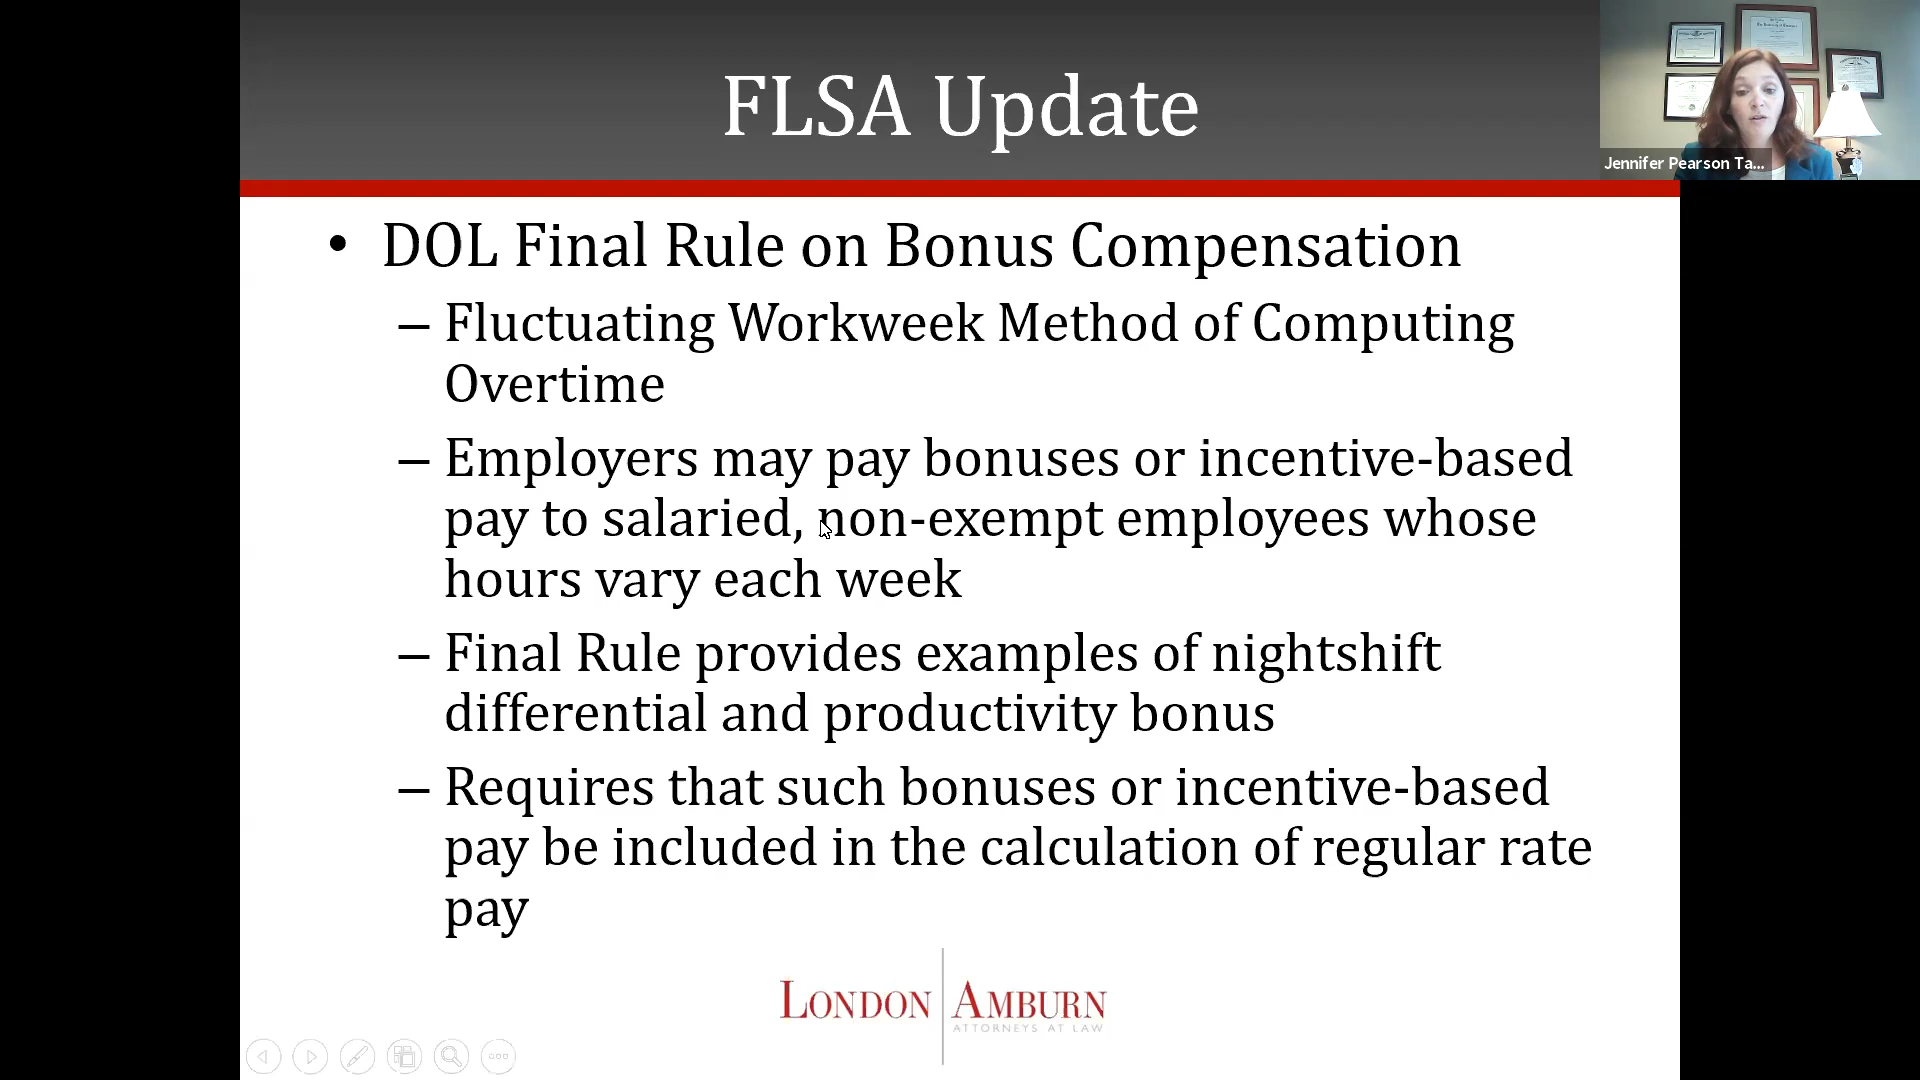 FLSA Update
Jennifer Pearson Ta...
• DOL Final Rule on Bonus Compensation
– Fluctuating Workweek Method of Computing
Overtime
– Employers may pay bonuses or incentive-based
pay to salaried, non-exempt employees whose
hours vary each week
– Final Rule provides examples of nightshift
differential and productivity bonus
– Requires that such bonuses or incentive-based
pay be included in the calculation of regular rate
pay
LONDON AMBURN
ATTORNEYS AT LAW